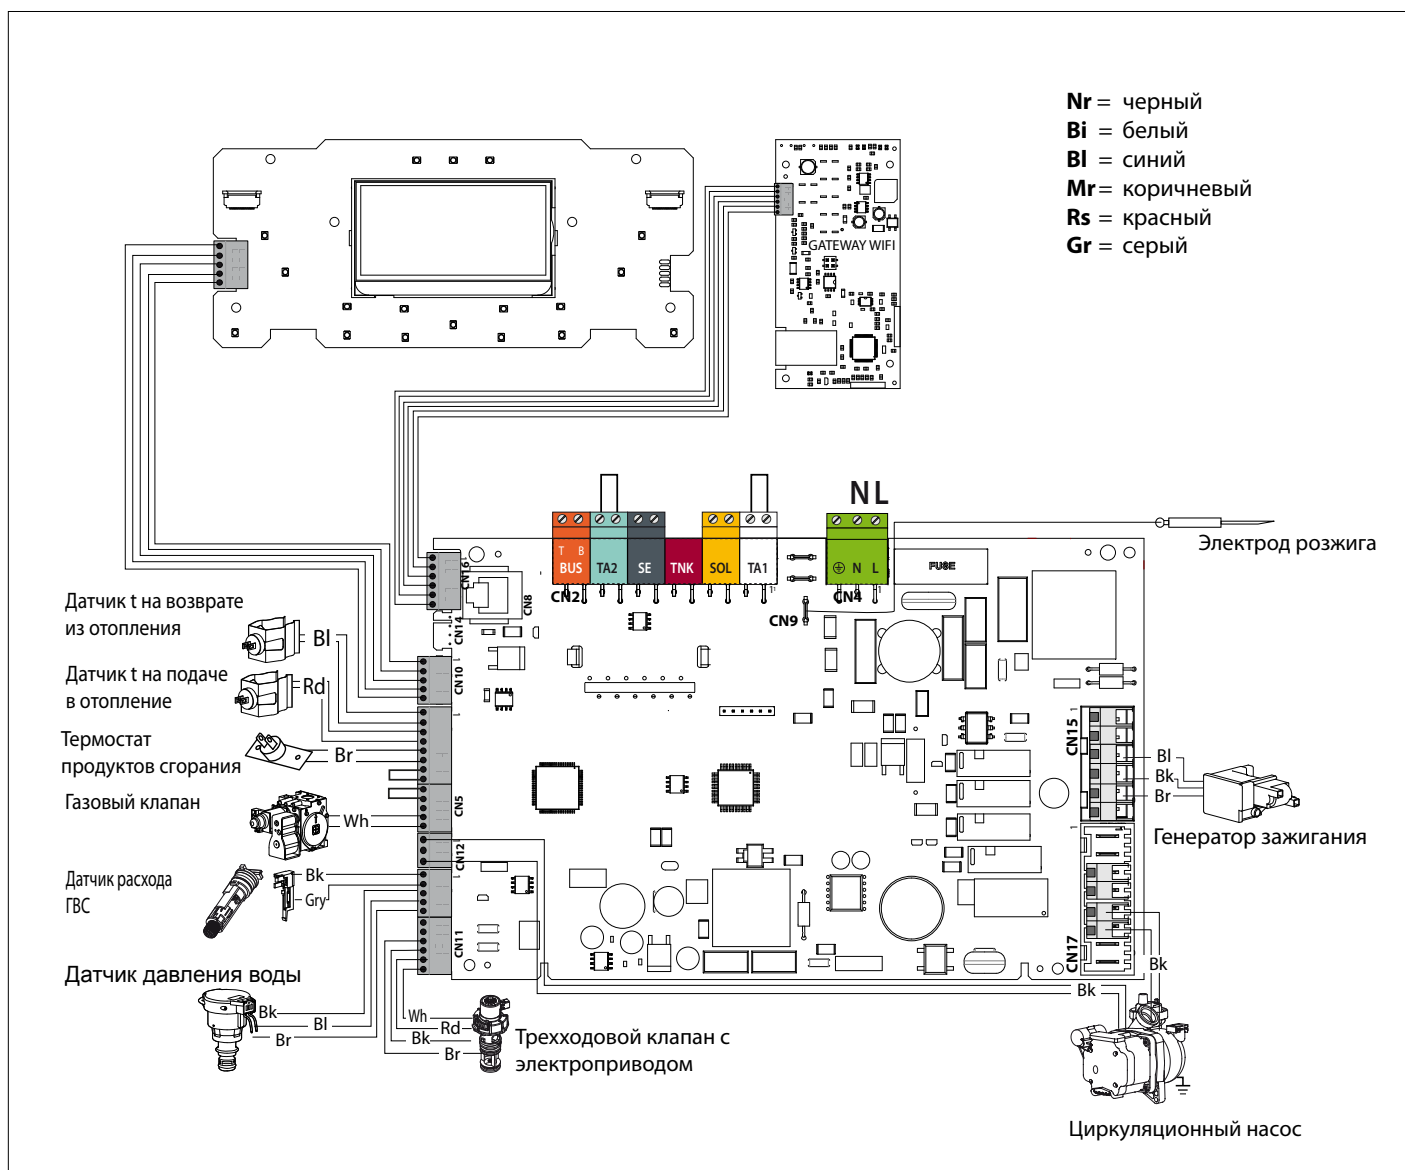 Nr = черный
Bi = белый
Bl = синий
Mr = коричневый
Rs = красный
Gr = серый
GATEWAY WIFI
N L
Электрод розжига
T B
BUS TA2 SE TNK SOL TA1
N L
FUSE
CN2
CN4
CN9
CN16
CN8
CN14
CN10
CN5
CN12
CN11
CN15
CN17
Датчик t на возврате
из отопления
Bl
Датчик t на подаче
в отопление
Rd
Термостат
продуктов сгорания
Br
Газовый клапан
Wh
Датчик расхода
ГВС
Bk
Gry
Датчик давления воды
Bk
Bl
Br
Wh
Rd
Bk
Br
Трехходовой клапан с
электроприводом
Bl
Bk
Br
Генератор зажигания
Bk
Bk
Циркуляционный насос